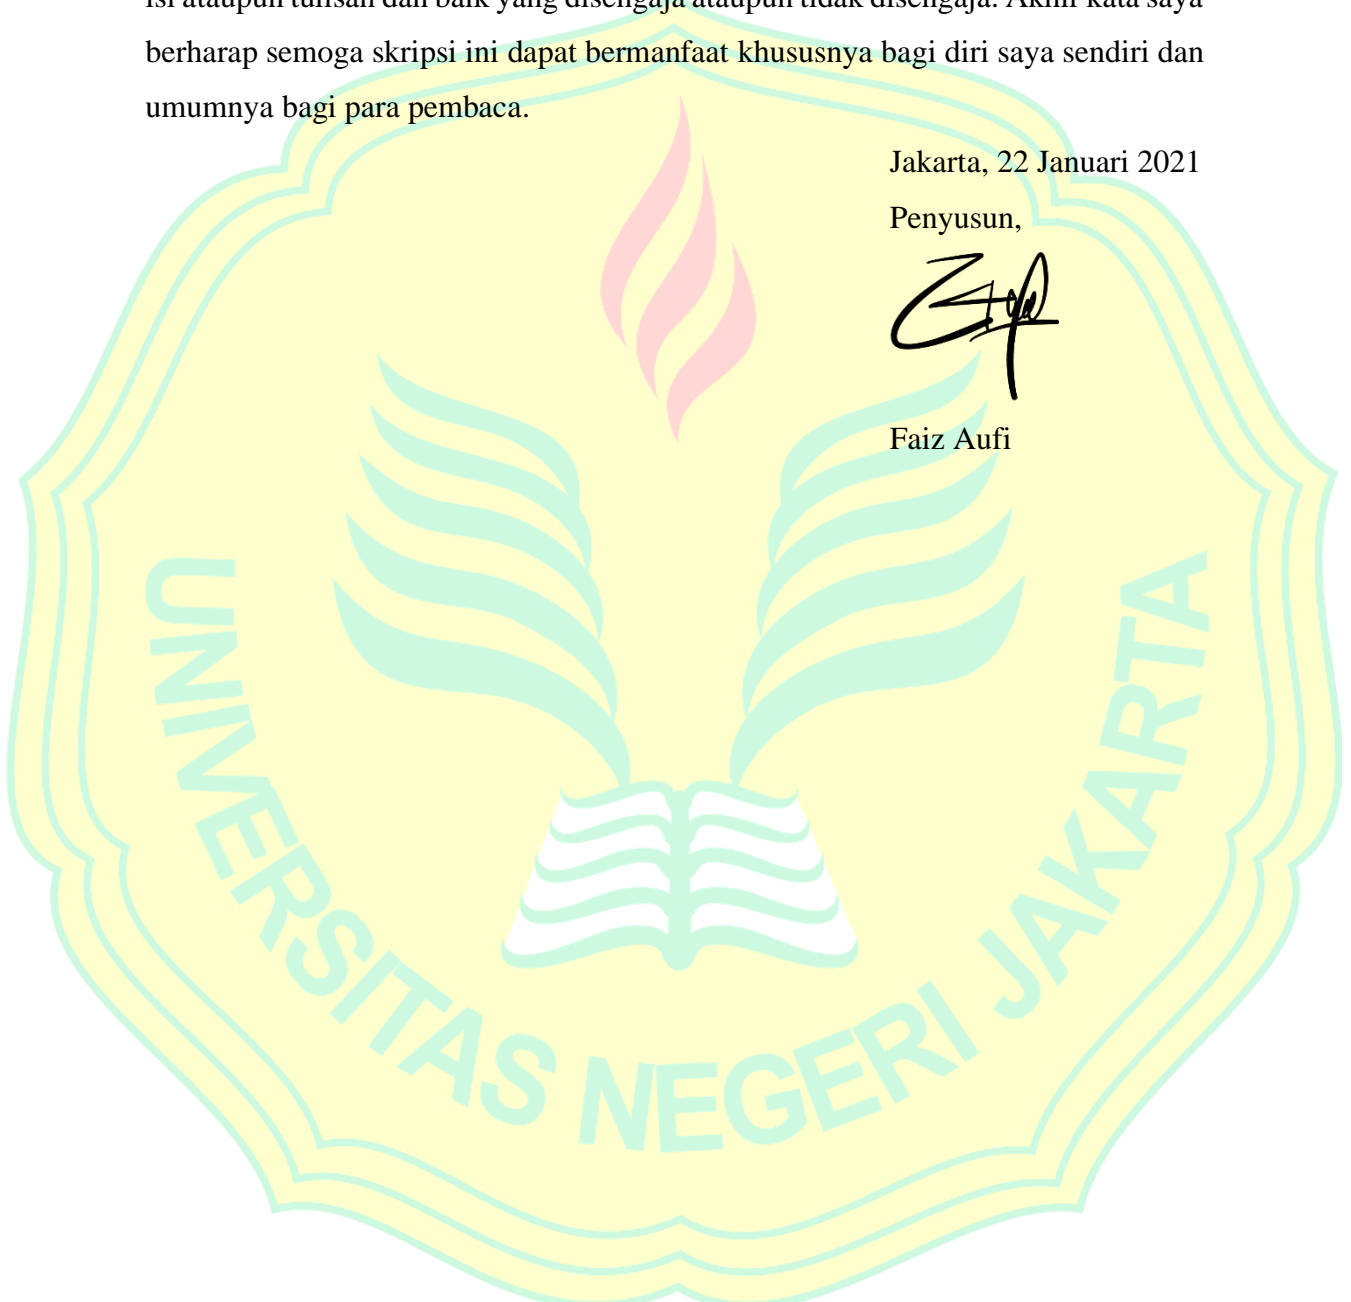 isi ataupun tulisan dan baik yang disengaja ataupun tidak disengaja. Akhir kata saya
berharap semoga skripsi ini dapat bermanfaat khususnya bagi diri saya sendiri dan
umumnya bagi para pembaca.
Jakarta, 22 Januari 2021
Penyusun,
Faiz Aufi
UNIVERSITAS NEGERI JAKARTA